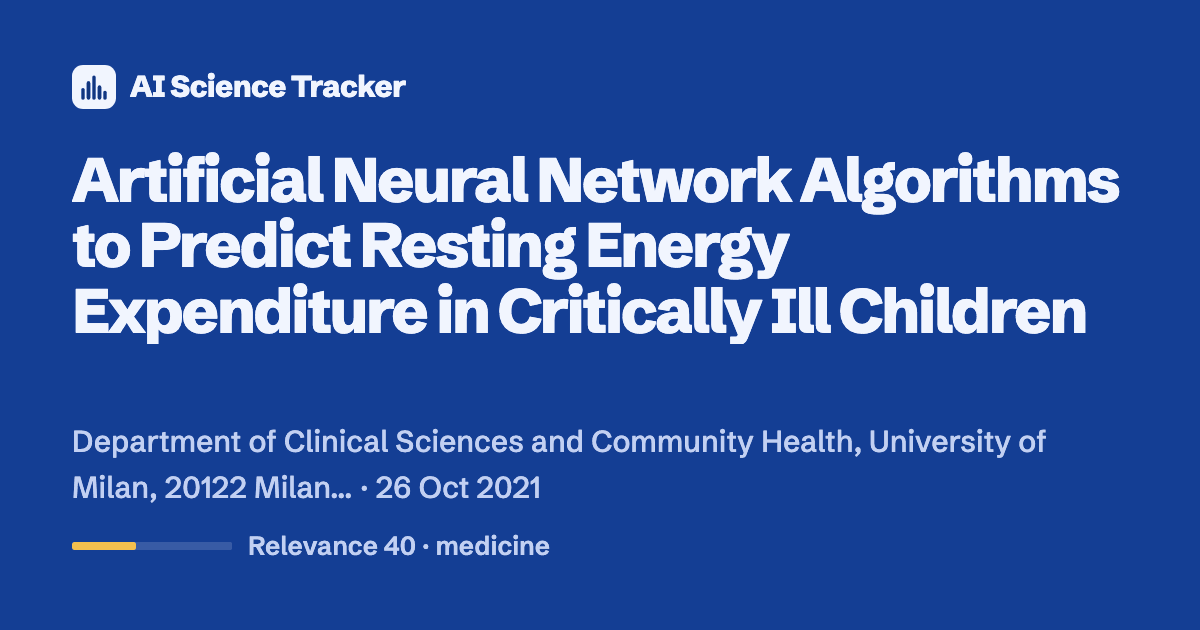 AI Science Tracker
Artificial Neural Network Algorithms
to Predict Resting Energy
Expenditure in Critically Ill Children
Department of Clinical Sciences and Community Health, University of
Milan, 20122 Milan... · 26 Oct 2021
Relevance 40 · medicine